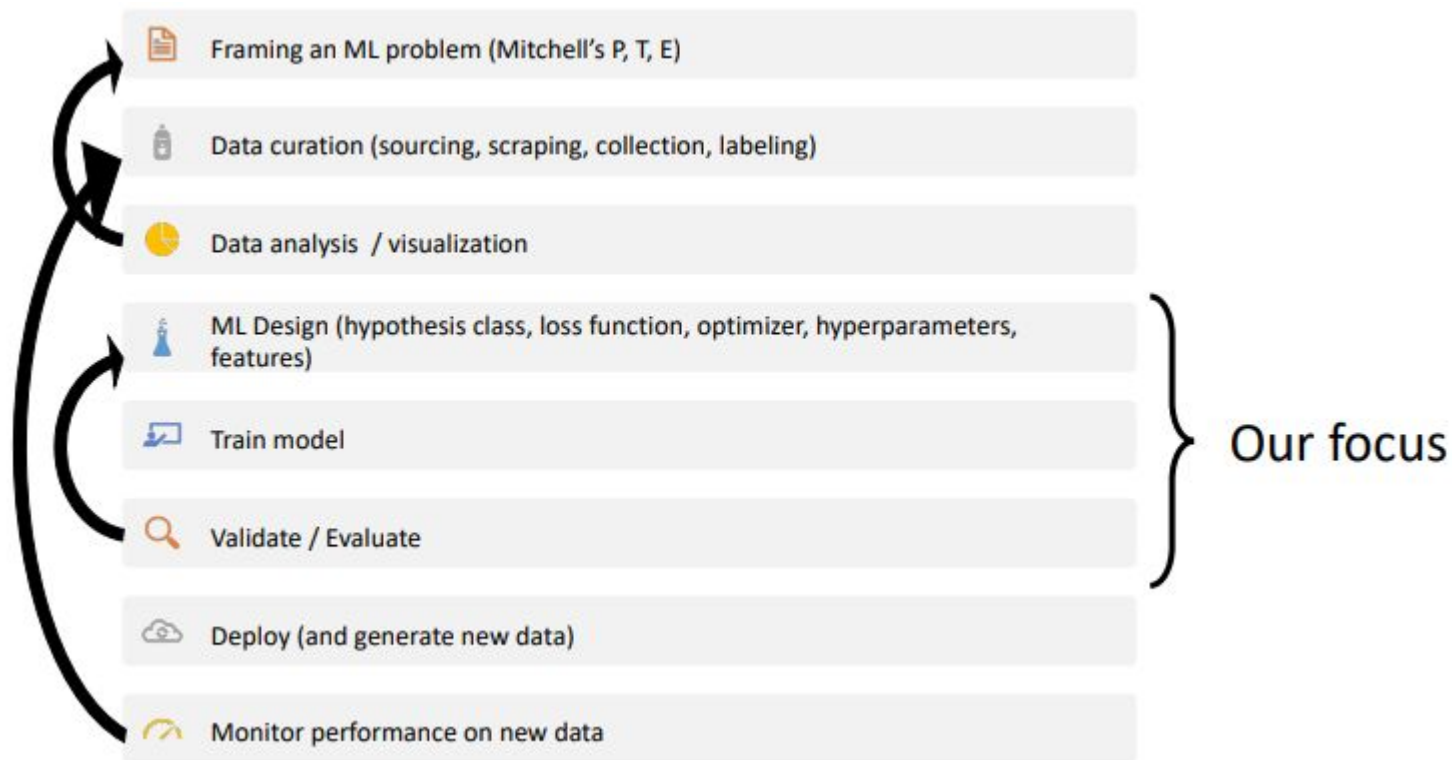 Framing an ML problem (Mitchell’s P, T, E)
Data curation (sourcing, scraping, collection, labeling)
Data analysis / visualization
ML Design (hypothesis class, loss function, optimizer, hyperparameters,
features)
Train model
Validate / Evaluate
Deploy (and generate new data)
Monitor performance on new data
Our focus